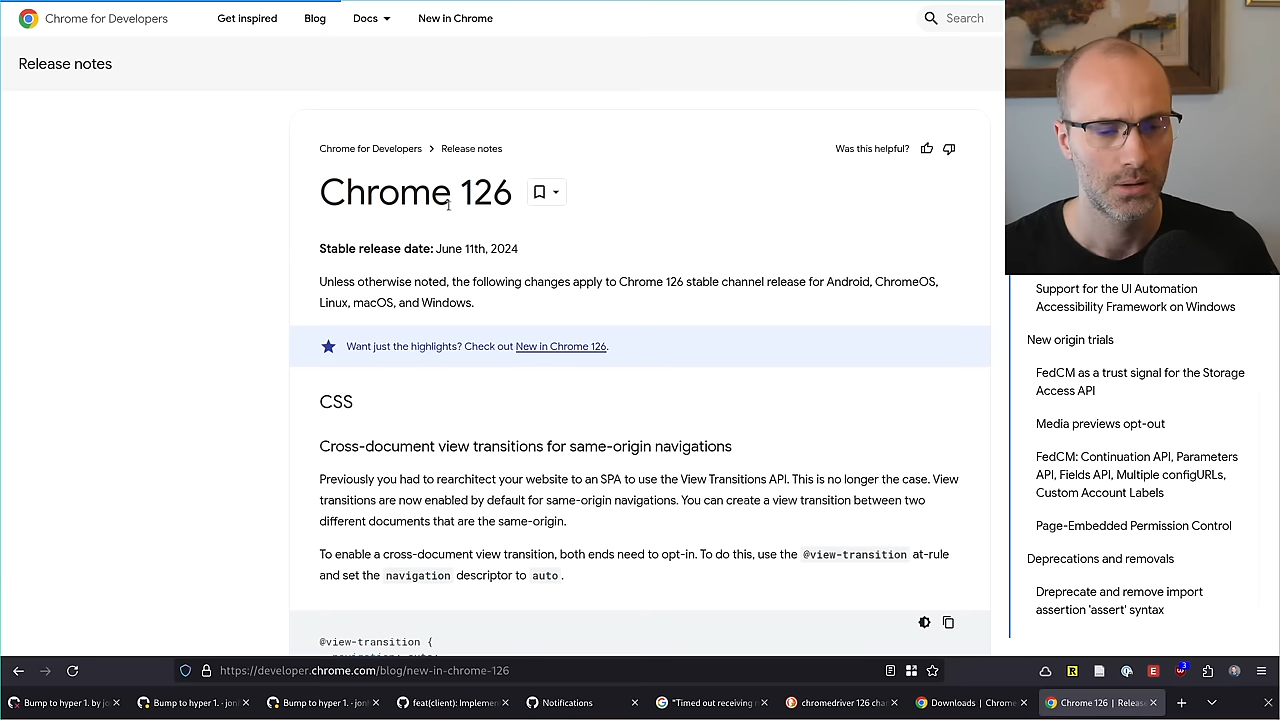 Chrome for Developers
Get inspired
Blog
Docs
New in Chrome
Search
Release notes
Chrome for Developers
Release notes
Was this helpful?
Chrome 126
Stable release date: June 11th, 2024
Unless otherwise noted, the following changes apply to Chrome 126 stable channel release for Android, ChromeOS,
Linux, macOS, and Windows.
Want just the highlights? Check out New in Chrome 126.
CSS
Cross-document view transitions for same-origin navigations
Previously you had to rearchitect your website to an SPA to use the View Transitions API. This is no longer the case. View
transitions are now enabled by default for same-origin navigations. You can create a view transition between two
different documents that are the same-origin.
To enable a cross-document view transition, both ends need to opt-in. To do this, use the @view-transition at-rule
and set the navigation descriptor to auto.
@view-transition {
Support for the UI Automation
Accessibility Framework on Windows
New origin trials
FedCM as a trust signal for the Storage
Access API
Media previews opt-out
FedCM: Continuation API, Parameters
API, Fields API, Multiple configURLs,
Custom Account Labels
Page-Embedded Permission Control
Deprecations and removals
Dreprecate and remove import
assertion 'assert' syntax
https://developer.chrome.com/blog/new-in-chrome-126
R
E
3
Bump to hyper 1. by jo
Bump to hyper 1. - jon
Bump to hyper 1. - jon
feat(client): Implemen
Notifications
"Timed out receiving
chromedriver 126 cha
Downloads | Chrome
Chrome 126 | Releas